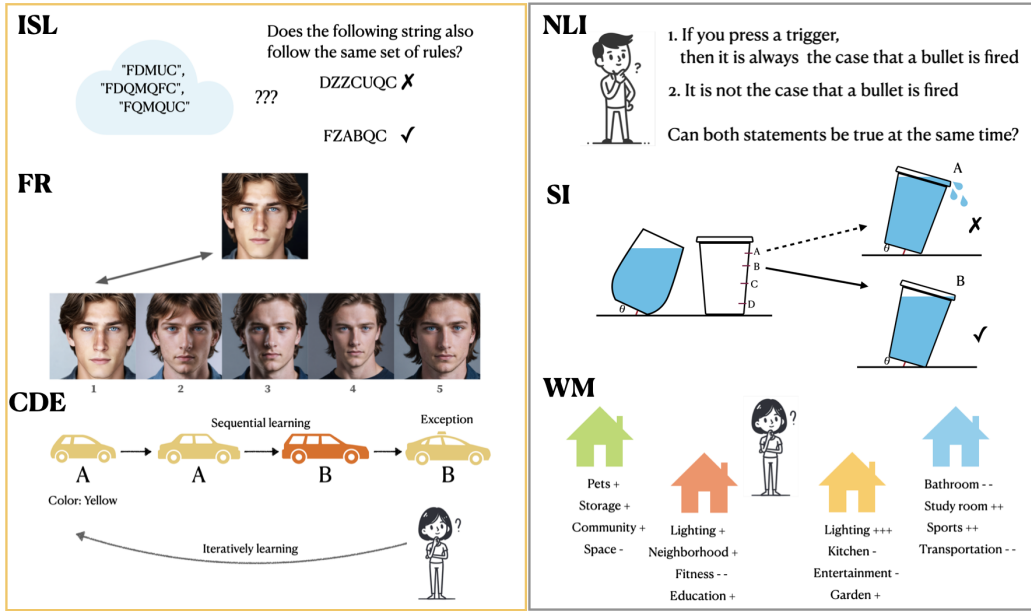 ISL
Does the following string also
follow the same set of rules?
"FDMUC",
"FDQMQFC",
"FQMQUC"
???
DZZCUQC ✗
FZABQC ✓
FR
1 2 3 4 5
CDE
Sequential learning
Exception
A A B B
Color: Yellow
?
Iteratively learning
NLI
1. If you press a trigger,
then it is always the case that a bullet is fired
2. It is not the case that a bullet is fired
Can both statements be true at the same time?
SI
A
B
C
D
θ
A
θ
✗
B
θ
✓
WM
?
Pets +
Storage +
Community +
Space -
Lighting +
Neighborhood +
Fitness - -
Education +
Lighting +++
Kitchen -
Entertainment -
Garden +
Bathroom - -
Study room ++
Sports ++
Transportation - -